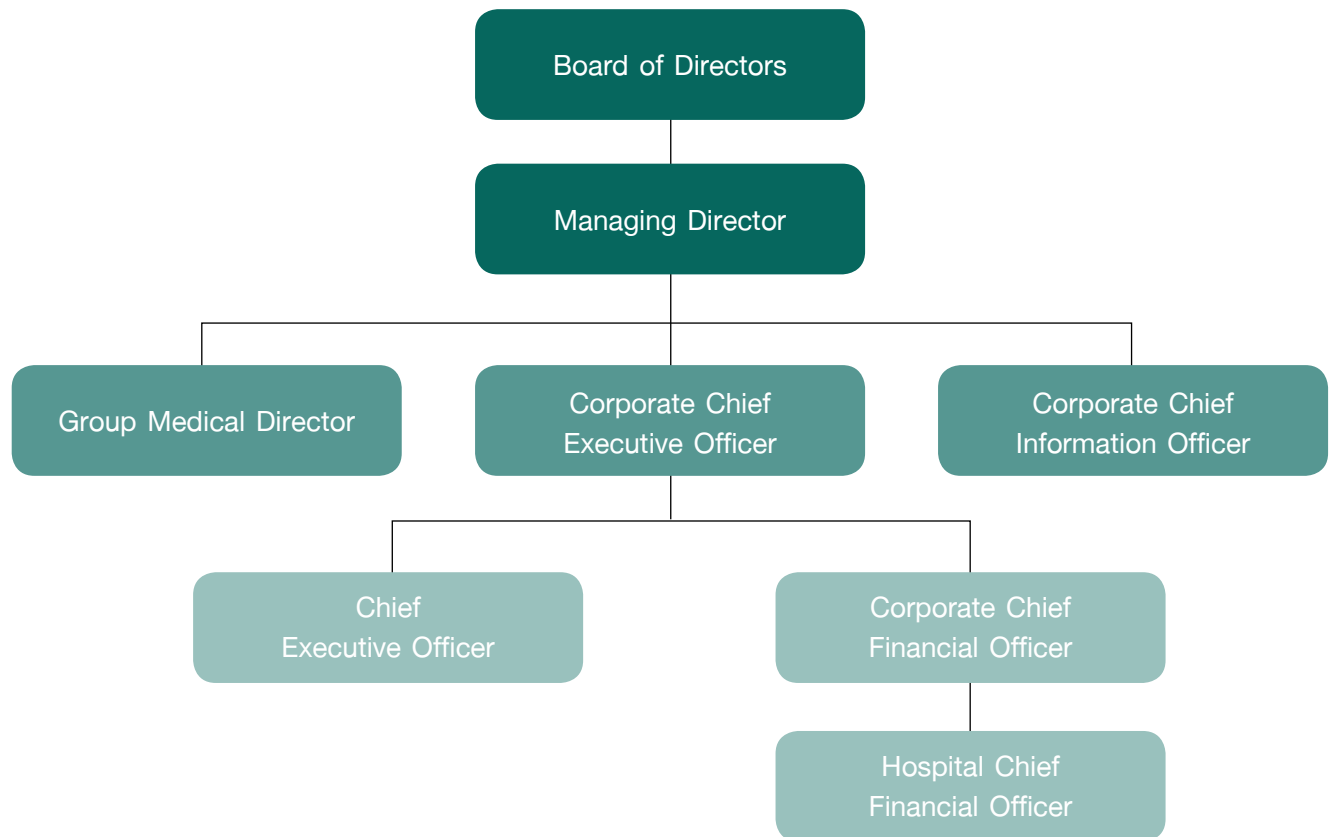 Board of Directors
Managing Director
Group Medical Director
Corporate Chief
Executive Officer
Corporate Chief
Information Officer
Chief
Executive Officer
Corporate Chief
Financial Officer
Hospital Chief
Financial Officer